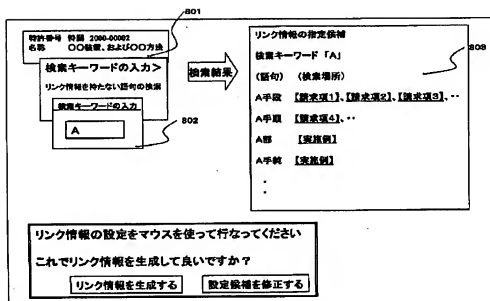 801
特許番号 特開 2000-00002
名称 〇〇装置、および〇〇方法
検索キーワードの入力>
リンク情報を持たない語句の検索
検索キーワードの入力
A
802
検索結果
803
リンク情報の指定候補
検索キーワード「A」
(語句) (検索場所)
A手段 【請求項1】、【請求項2】、【請求項3】、・・
A手順 【請求項4】、・・
A部 【実施例】
A手続 【実施例】
:
リンク情報の設定をマウスを使って行なってください
これでリンク情報を生成して良いですか?
リンク情報を生成する 設定候補を修正する